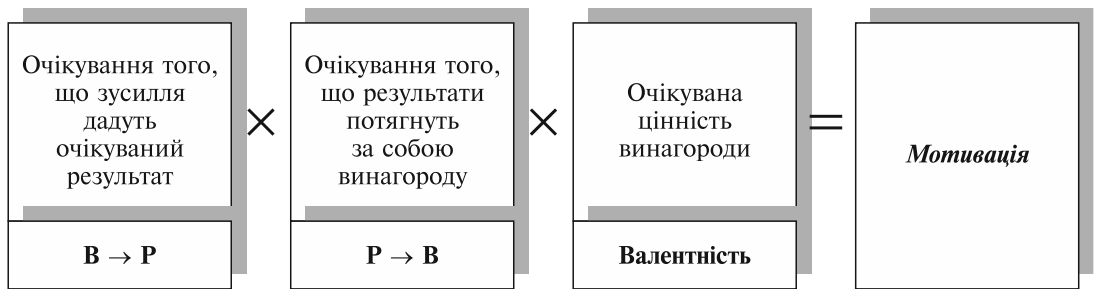 Очікування того,
що зусилля
дадуть
очікуваний
результат
В → Р
×
Очікування того,
що результати
потягнуть
за собою
винагороду
Р → В
×
Очікувана
цінність
винагороди
Валентність
=
Мотивація